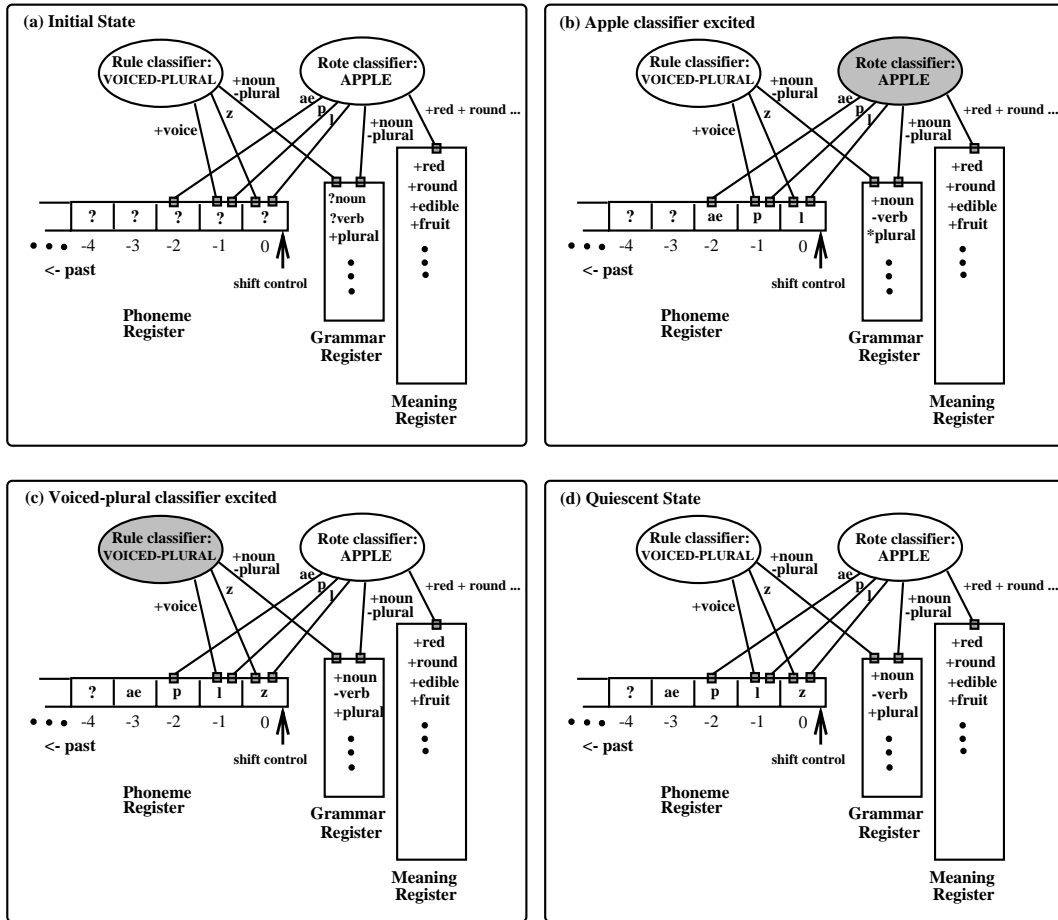 (a) Initial State
Rule classifier:
VOICED-PLURAL
Rote classifier:
APPLE
+noun
-plural
z
+voice
ae
p
l
+noun
-plural
+red + round ...
+red
+round
+edible
+fruit
?noun
?verb
+plural
? ? ? ? ?
-4 -3 -2 -1 0
<- past
shift control
Phoneme
Register
Grammar
Register
Meaning
Register
(b) Apple classifier excited
Rule classifier:
VOICED-PLURAL
Rote classifier:
APPLE
+noun
-plural
z
+voice
ae
p
l
+noun
-plural
+red + round ...
+red
+round
+edible
+fruit
+noun
-verb
*plural
? ? ae p l
-4 -3 -2 -1 0
<- past
shift control
Phoneme
Register
Grammar
Register
Meaning
Register
(c) Voiced-plural classifier excited
Rule classifier:
VOICED-PLURAL
Rote classifier:
APPLE
+noun
-plural
z
+voice
ae
p
l
+noun
-plural
+red + round ...
+red
+round
+edible
+fruit
+noun
-verb
+plural
? ae p l z
-4 -3 -2 -1 0
<- past
shift control
Phoneme
Register
Grammar
Register
Meaning
Register
(d) Quiescent State
Rule classifier:
VOICED-PLURAL
Rote classifier:
APPLE
+noun
-plural
z
+voice
ae
p
l
+noun
-plural
+red + round ...
+red
+round
+edible
+fruit
+noun
-verb
+plural
? ae p l z
-4 -3 -2 -1 0
<- past
shift control
Phoneme
Register
Grammar
Register
Meaning
Register